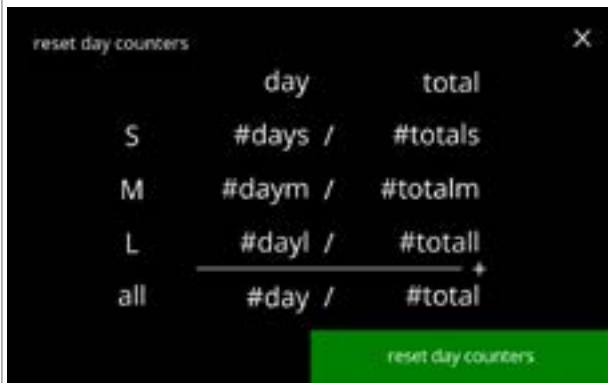 reset day counters ×
day total
S #days / #totals
M #daym / #totalm
L #dayl / #totall
+
all #day / #total
reset day counters